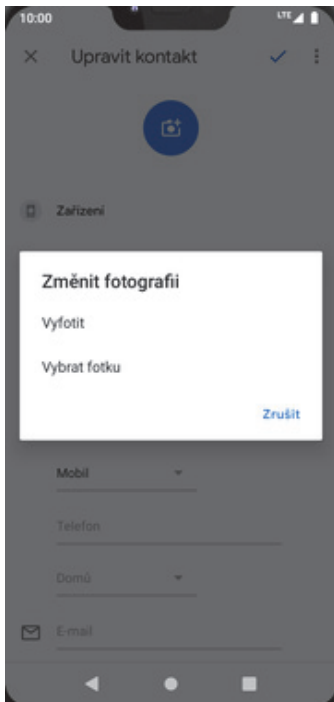 10:00
LTE
Upravit kontakt
Zařízení
Změnit fotografii
Vyfotit
Vybrat fotku
Zrušit
Mobil
Telefon
Domů
E-mail